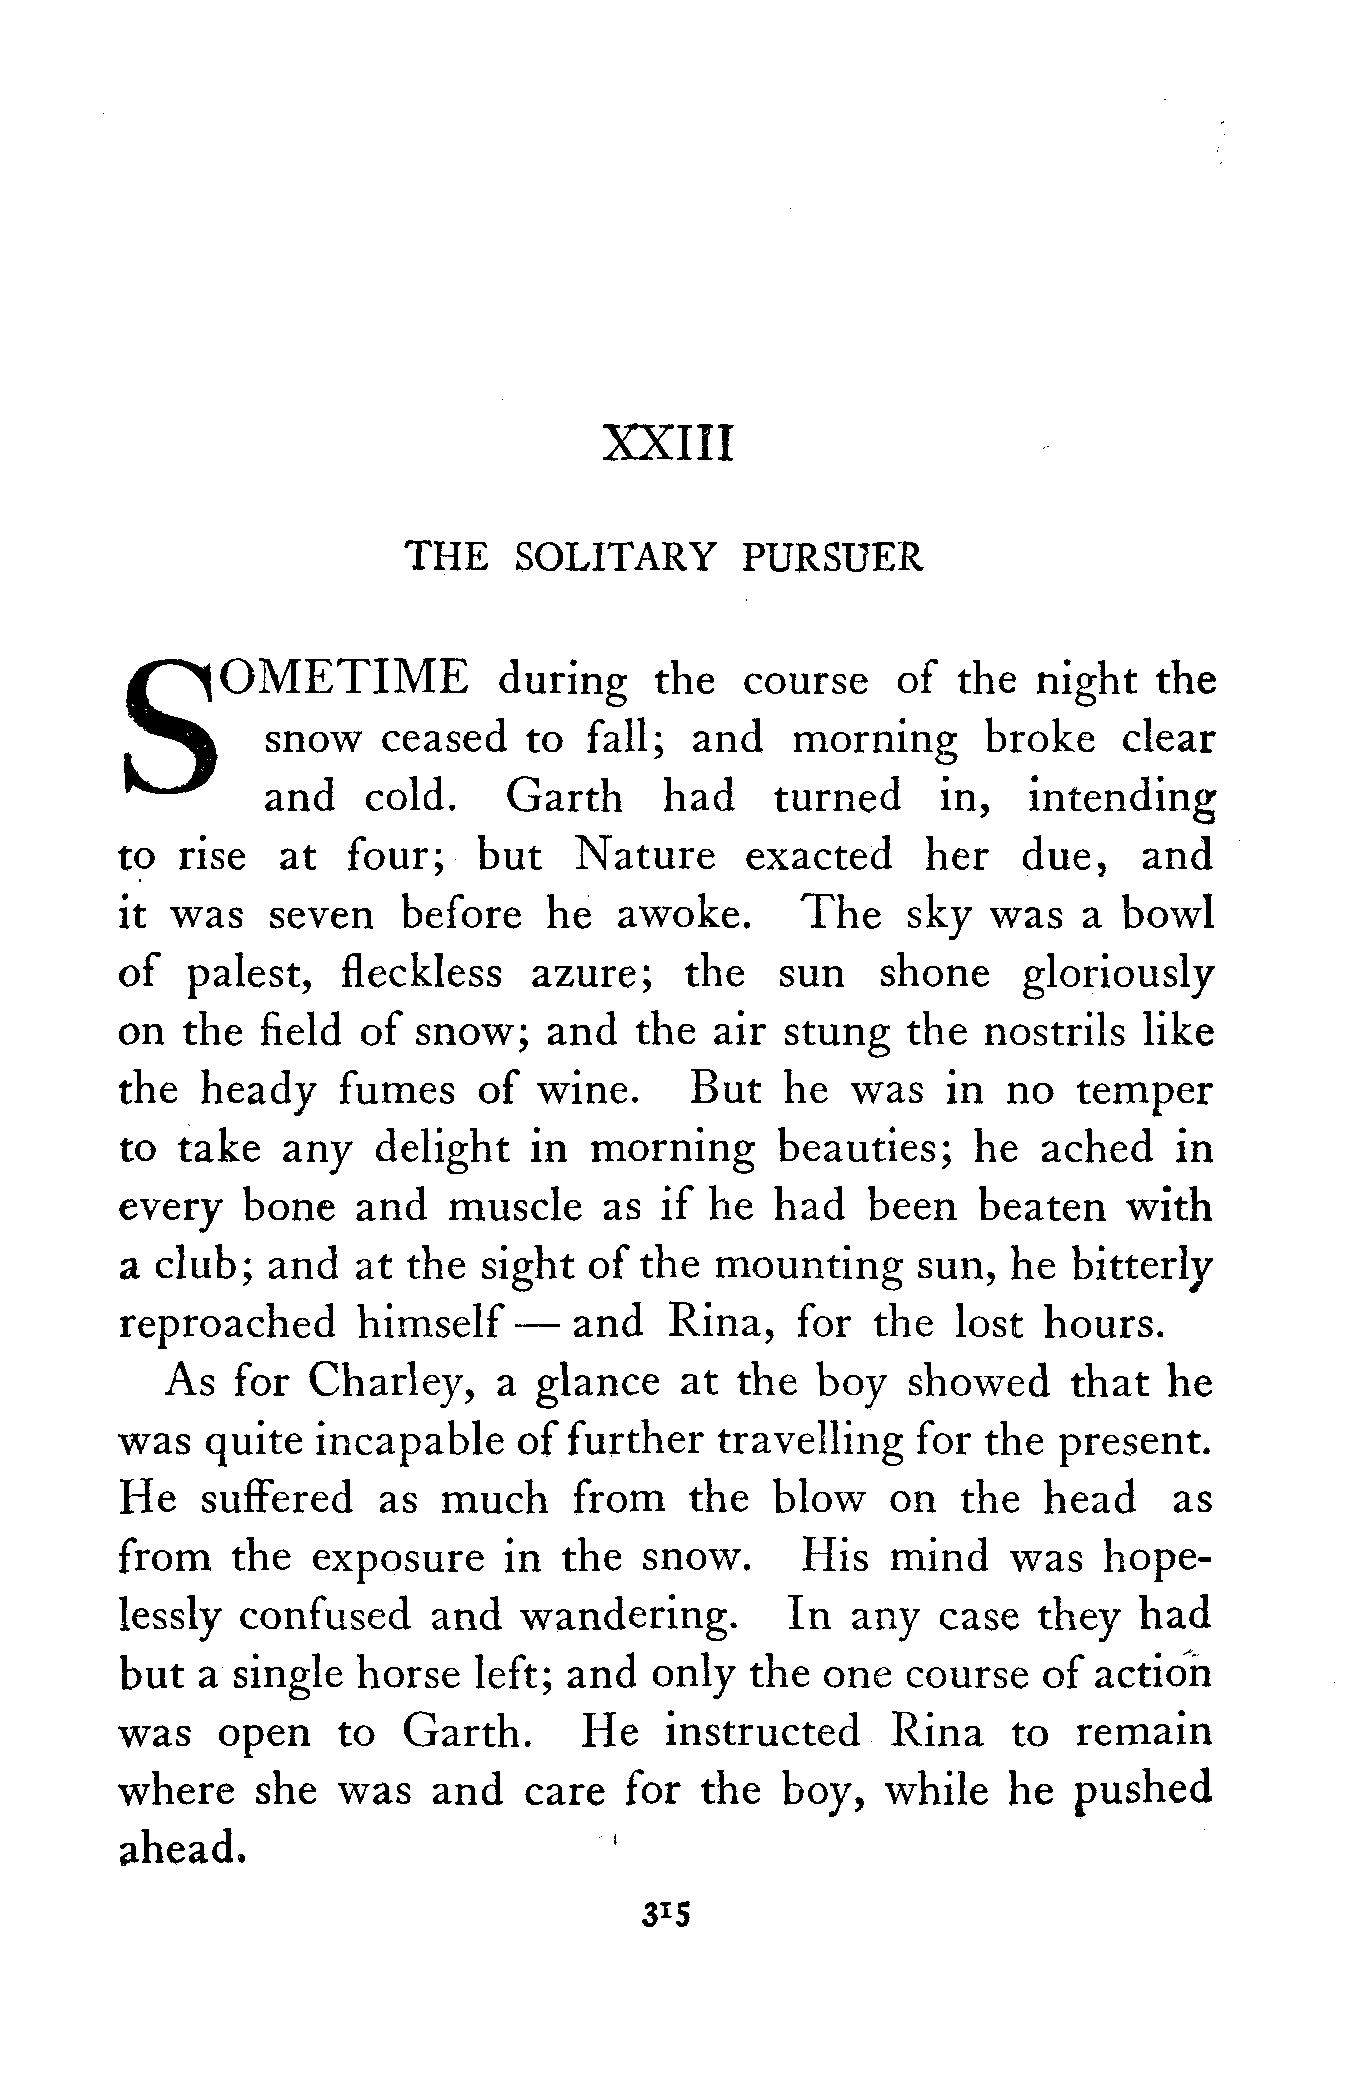 XXIII
THE SOLITARY PURSUER
SOMETIME during the course of the night the
snow ceased to fall; and morning broke clear
and cold. Garth had turned in, intending
to rise at four; but Nature exacted her due, and
it was seven before he awoke. The sky was a bowl
of palest, fleckless azure; the sun shone gloriously
on the field of snow; and the air stung the nostrils like
the heady fumes of wine. But he was in no temper
to take any delight in morning beauties; he ached in
every bone and muscle as if he had been beaten with
a club; and at the sight of the mounting sun, he bitterly
reproached himself — and Rina, for the lost hours.
As for Charley, a glance at the boy showed that he
was quite incapable of further travelling for the present.
He suffered as much from the blow on the head as
from the exposure in the snow. His mind was hope-
lessly confused and wandering. In any case they had
but a single horse left; and only the one course of action
was open to Garth. He instructed Rina to remain
where she was and care for the boy, while he pushed
ahead.
315